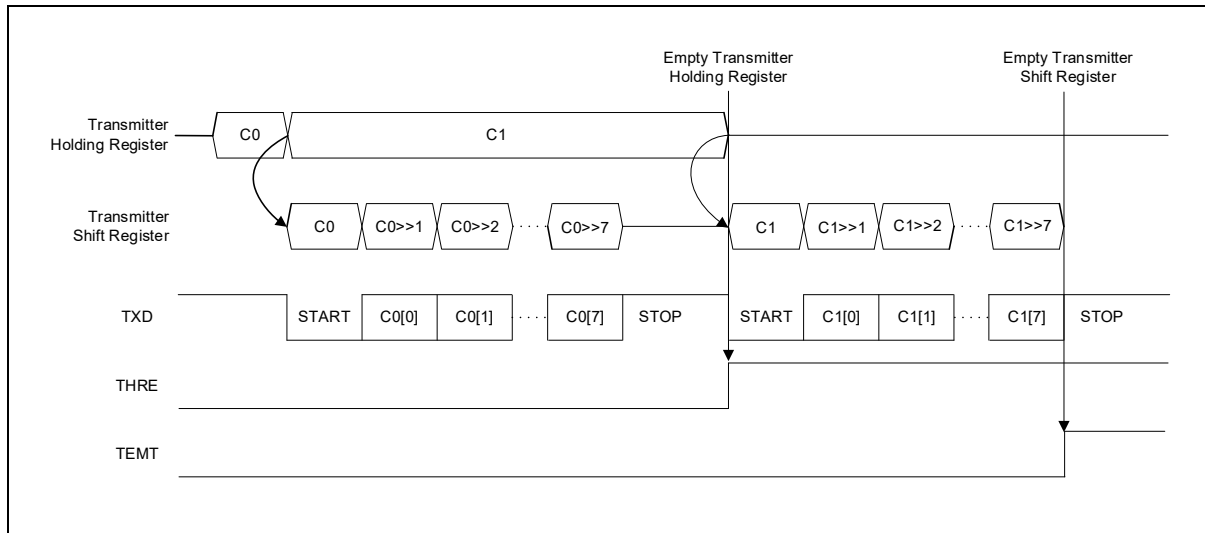 Empty Transmitter
Holding Register
Empty Transmitter
Shift Register
Transmitter
Holding Register
C0
C1
Transmitter
Shift Register
C0
C0>>1
C0>>2
· · · · ·
C0>>7
C1
C1>>1
C1>>2
· · · · ·
C1>>7
TXD
START
C0[0]
C0[1]
· · · · ·
C0[7]
STOP
START
C1[0]
C1[1]
· · · · ·
C1[7]
STOP
THRE
TEMT